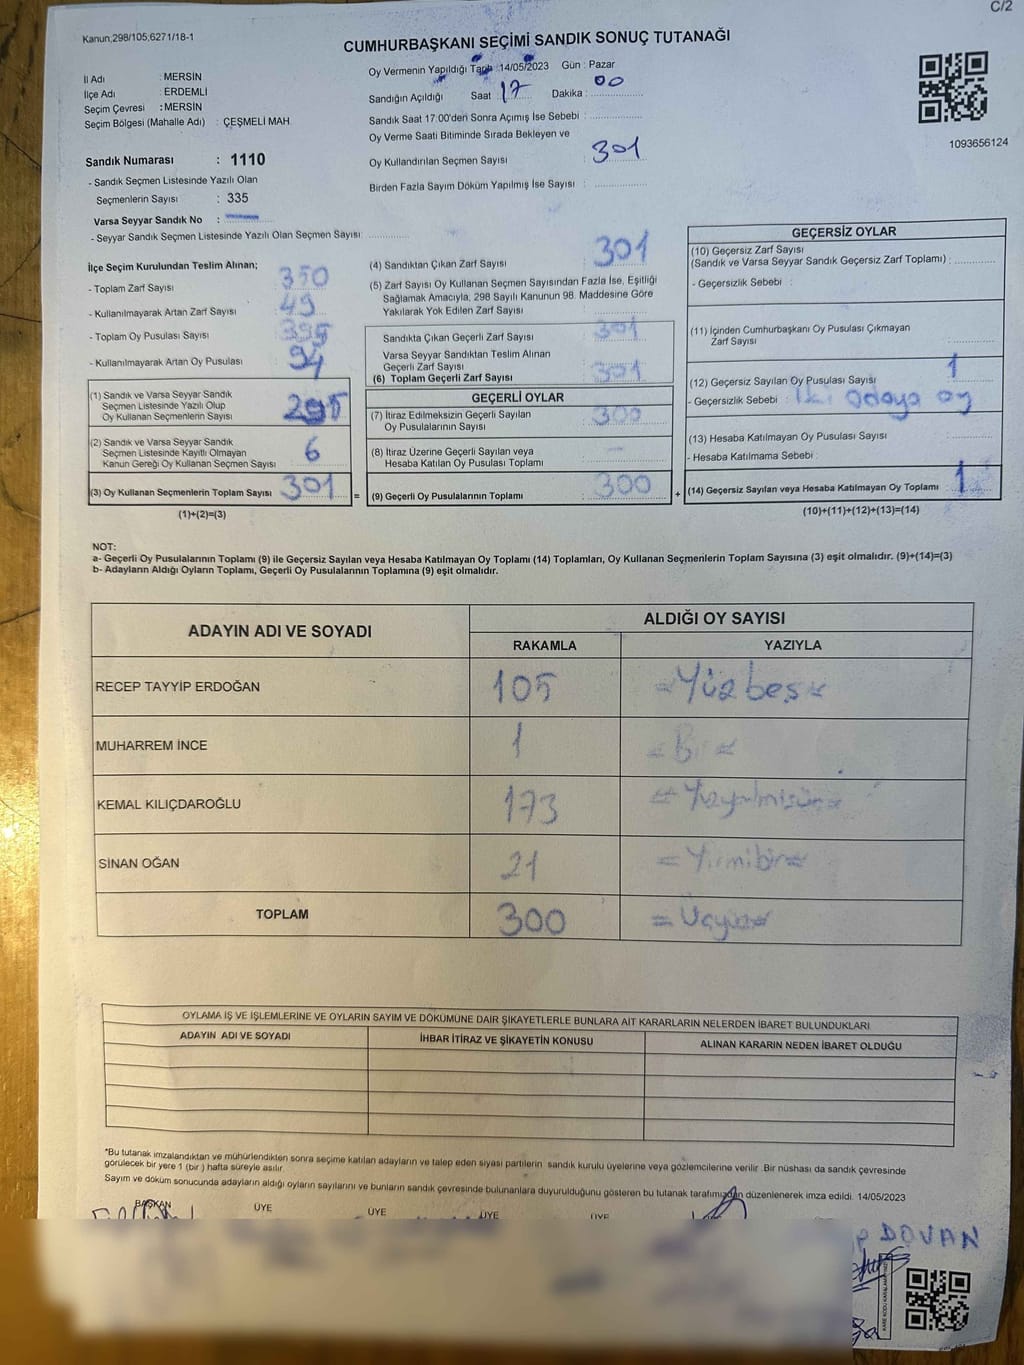 C/2
Kanun;298/105,6271/18-1
CUMHURBAŞKANI SEÇİMİ SANDIK SONUÇ TUTANAĞI
İl Adı : MERSİN
İlçe Adı : ERDEMLİ
Seçim Çevresi : MERSİN
Seçim Bölgesi (Mahalle Adı) : ÇEŞMELİ MAH.
Oy Vermenin Yapıldığı Tarih :14/05/2023 Gün : Pazar
Sandığın Açıldığı Saat : 17 Dakika : 00
Sandık Saat 17:00'den Sonra Açımış İse Sebebi :
Oy Verme Saati Bitiminde Sırada Bekleyen ve
Oy Kullandırılan Seçmen Sayısı : 301
Birden Fazla Sayım Döküm Yapılmış İse Sayısı :
1093656124
Sandık Numarası : 1110
- Sandık Seçmen Listesinde Yazılı Olan
Seçmenlerin Sayısı : 335
Varsa Seyyar Sandık No :
- Seyyar Sandık Seçmen Listesinde Yazılı Olan Seçmen Sayısı:
İlçe Seçim Kurulundan Teslim Alınan;
- Toplam Zarf Sayısı 350
- Kullanılmayarak Artan Zarf Sayısı 49
- Toplam Oy Pusulası Sayısı 395
- Kullanılmayarak Artan Oy Pusulası 94
(1) Sandık ve Varsa Seyyar Sandık
Seçmen Listesinde Yazılı Olup
Oy Kullanan Seçmenlerin Sayısı 295
(2) Sandık ve Varsa Seyyar Sandık
Seçmen Listesinde Kayıtlı Olmayan
Kanun Gereği Oy Kullanan Seçmen Sayısı 6
(3) Oy Kullanan Seçmenlerin Toplam Sayısı 301 =
(1)+(2)=(3)
(4) Sandıktan Çıkan Zarf Sayısı 301
(5) Zarf Sayısı Oy Kullanan Seçmen Sayısından Fazla İse, Eşitliği
Sağlamak Amacıyla, 298 Sayılı Kanunun 98. Maddesine Göre
Yakılarak Yok Edilen Zarf Sayısı
Sandıkta Çıkan Geçerli Zarf Sayısı 301
Varsa Seyyar Sandıktan Teslim Alınan
Geçerli Zarf Sayısı
(6) Toplam Geçerli Zarf Sayısı 301
GEÇERLİ OYLAR
(7) İtiraz Edilmeksizin Geçerli Sayılan
Oy Pusulalarının Sayısı 300
(8) İtiraz Üzerine Geçerli Sayılan veya
Hesaba Katılan Oy Pusulası Toplamı
(9) Geçerli Oy Pusulalarının Toplamı 300 +
GEÇERSİZ OYLAR
(10) Geçersiz Zarf Sayısı
(Sandık ve Varsa Seyyar Sandık Geçersiz Zarf Toplamı) :
- Geçersizlik Sebebi :
(11) İçinden Cumhurbaşkanı Oy Pusulası Çıkmayan
Zarf Sayısı
(12) Geçersiz Sayılan Oy Pusulası Sayısı 1
- Geçersizlik Sebebi : İki adaya oy
(13) Hesaba Katılmayan Oy Pusulası Sayısı
- Hesaba Katılmama Sebebi
(14) Geçersiz Sayılan veya Hesaba Katılmayan Oy Toplamı 1
(10)+(11)+(12)+(13)=(14)
NOT:
a- Geçerli Oy Pusulalarının Toplamı (9) ile Geçersiz Sayılan veya Hesaba Katılmayan Oy Toplamı (14) Toplamları, Oy Kullanan Seçmenlerin Toplam Sayısına (3) eşit olmalıdır. (9)+(14)=(3)
b- Adayların Aldığı Oyların Toplamı, Geçerli Oy Pusulalarının Toplamına (9) eşit olmalıdır.
ADAYIN ADI VE SOYADI ALDIĞI OY SAYISI
RAKAMLA YAZIYLA
RECEP TAYYİP ERDOĞAN 105 =Yüzbeş=
MUHARREM İNCE 1 =Bir=
KEMAL KILIÇDAROĞLU 173 =Yüzyetmişüç=
SİNAN OĞAN 21 =Yirmibir=
TOPLAM 300 =Üçyüz=
OYLAMA İŞ VE İŞLEMLERİNE VE OYLARIN SAYIM VE DÖKÜMÜNE DAİR ŞİKAYETLERLE BUNLARA AİT KARARLARIN NELERDEN İBARET BULUNDUKLARI
ADAYIN ADI VE SOYADI İHBAR İTİRAZ VE ŞİKAYETİN KONUSU ALINAN KARARIN NEDEN İBARET OLDUĞU
*Bu tutanak imzalandıktan ve mühürlendikten sonra seçime katılan adayların ve talep eden siyasi partilerin sandık kurulu üyelerine veya gözlemcilerine verilir. Bir nüshası da sandık çevresinde
görülecek bir yere 1 (bir ) hafta süreyle asılır.
Sayım ve döküm sonucunda adayların aldığı oyların sayılarını ve bunların sandık çevresinde bulunanlara duyurulduğunu gösteren bu tutanak tarafımızdan düzenlenerek imza edildi. 14/05/2023
BAŞKAN ÜYE ÜYE ÜYE ÜYE
DOVAN